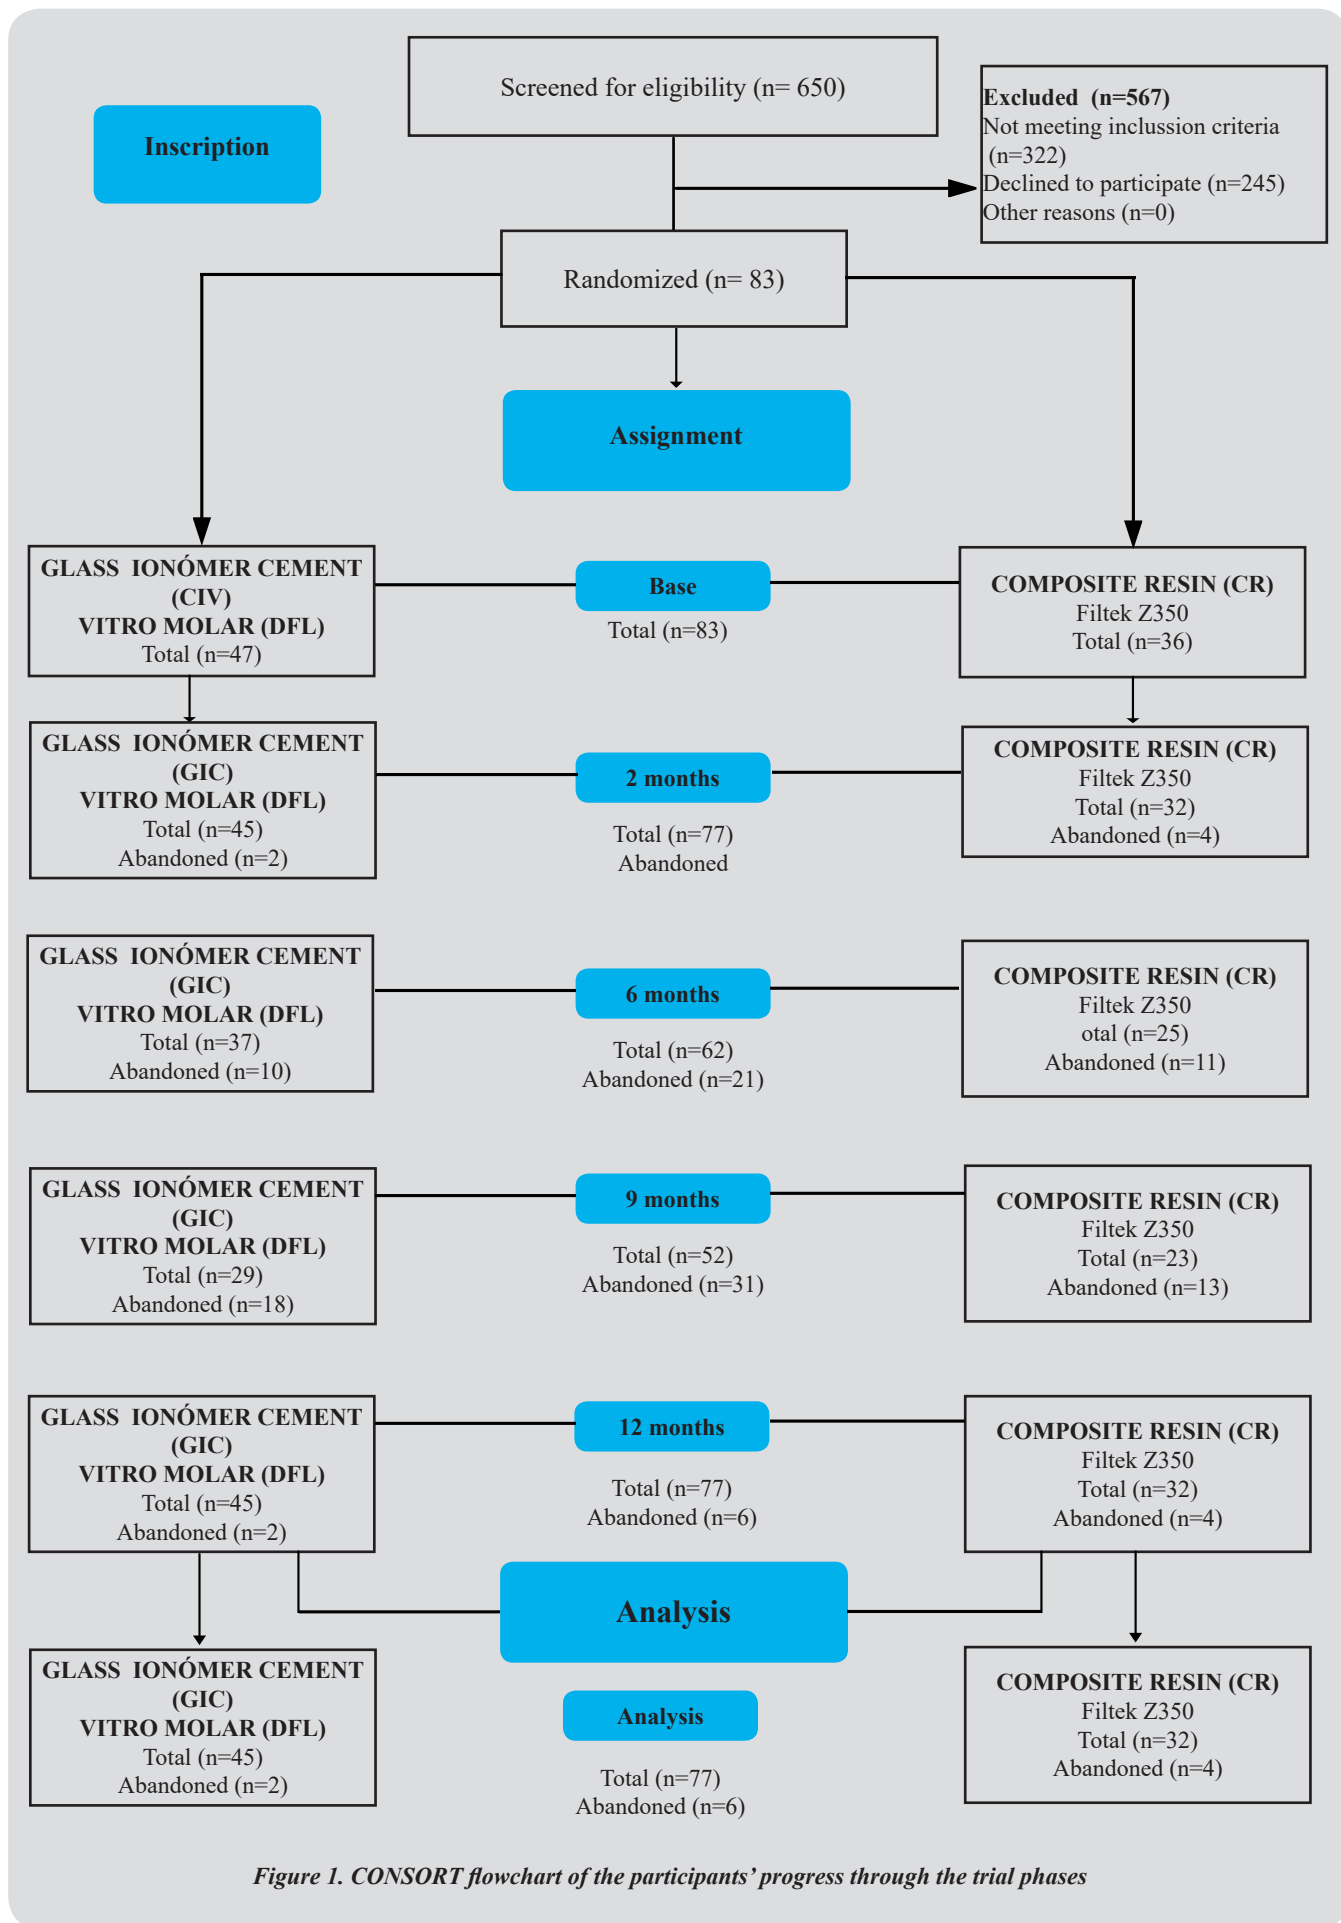 Screened for eligibility (n= 650)
Excluded (n=567)
Not meeting inclussion criteria
(n=322)
Declined to participate (n=245)
Other reasons (n=0)
Inscription
Randomized (n= 83)
Assignment
GLASS IONÓMER CEMENT
(CIV)
VITRO MOLAR (DFL)
Total (n=47)
Base
Total (n=83)
COMPOSITE RESIN (CR)
Filtek Z350
Total (n=36)
GLASS IONÓMER CEMENT
(GIC)
VITRO MOLAR (DFL)
Total (n=45)
Abandoned (n=2)
2 months
Total (n=77)
Abandoned
COMPOSITE RESIN (CR)
Filtek Z350
Total (n=32)
Abandoned (n=4)
GLASS IONÓMER CEMENT
(GIC)
VITRO MOLAR (DFL)
Total (n=37)
Abandoned (n=10)
6 months
Total (n=62)
Abandoned (n=21)
COMPOSITE RESIN (CR)
Filtek Z350
otal (n=25)
Abandoned (n=11)
GLASS IONÓMER CEMENT
(GIC)
VITRO MOLAR (DFL)
Total (n=29)
Abandoned (n=18)
9 months
Total (n=52)
Abandoned (n=31)
COMPOSITE RESIN (CR)
Filtek Z350
Total (n=23)
Abandoned (n=13)
GLASS IONÓMER CEMENT
(GIC)
VITRO MOLAR (DFL)
Total (n=45)
Abandoned (n=2)
12 months
Total (n=77)
Abandoned (n=6)
COMPOSITE RESIN (CR)
Filtek Z350
Total (n=32)
Abandoned (n=4)
Analysis
GLASS IONÓMER CEMENT
(GIC)
VITRO MOLAR (DFL)
Total (n=45)
Abandoned (n=2)
Analysis
Total (n=77)
Abandoned (n=6)
COMPOSITE RESIN (CR)
Filtek Z350
Total (n=32)
Abandoned (n=4)
Figure 1. CONSORT flowchart of the participants' progress through the trial phases